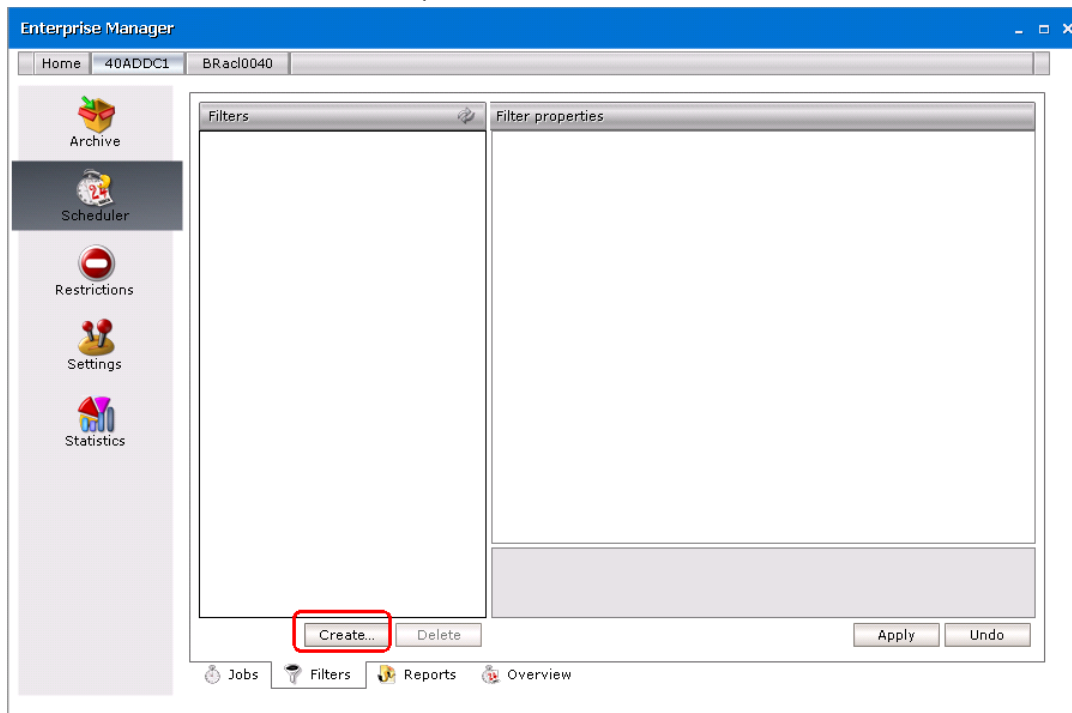 Enterprise Manager
Home 40ADDC1 BRacl0040
Archive
Scheduler
Restrictions
Settings
Statistics
Filters
Filter properties
24
Create... Delete
Apply Undo
Jobs Filters Reports Overview